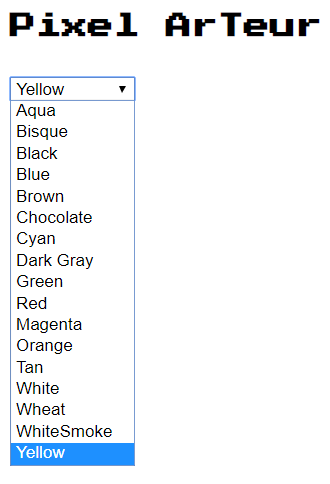 Pixel ArTeur
Yellow
Aqua
Bisque
Black
Blue
Brown
Chocolate
Cyan
Dark Gray
Green
Red
Magenta
Orange
Tan
White
Wheat
WhiteSmoke
Yellow